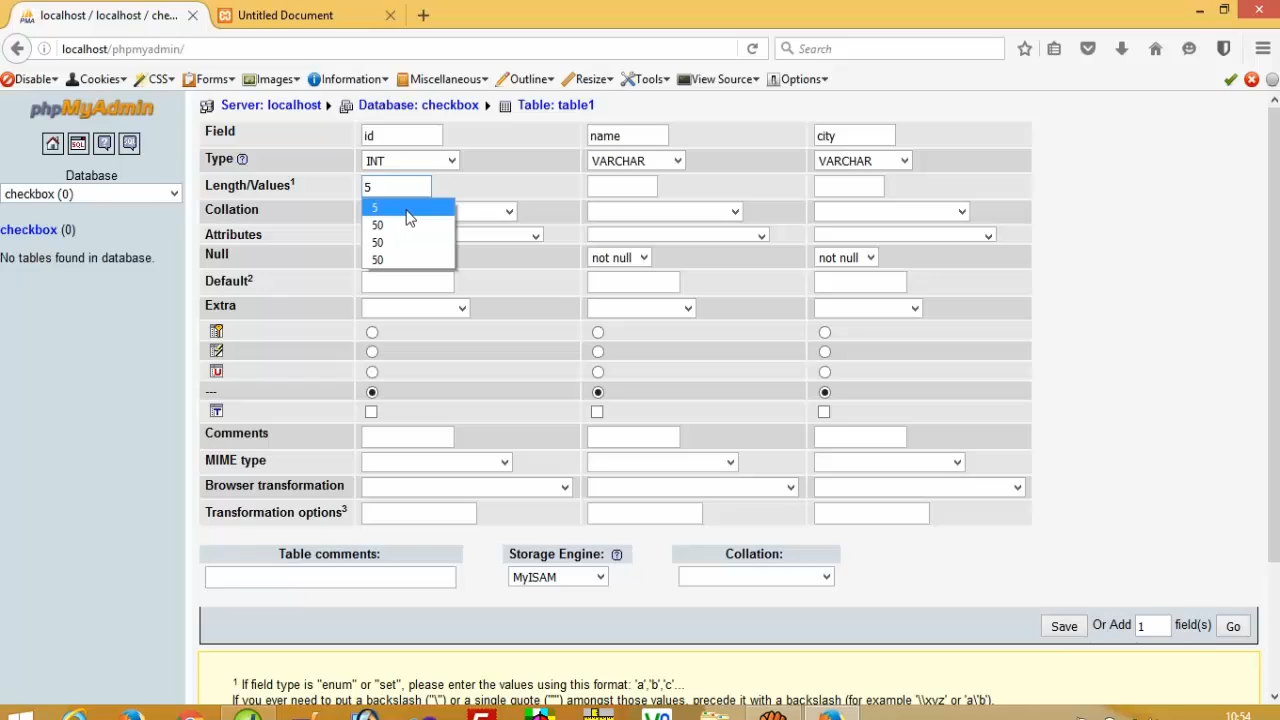 localhost / localhost / che...
Untitled Document
localhost/phpmyadmin/
Search
Disable
Cookies
CSS
Forms
Images
Information
Miscellaneous
Outline
Resize
Tools
View Source
Options
phpMyAdmin
Server: localhost
Database: checkbox
Table: table1
SQL
Database
checkbox (0)
checkbox (0)
No tables found in database.
Field
id
name
city
Type
INT
VARCHAR
VARCHAR
Length/Values1
5
5
50
50
50
Collation
Attributes
Null
not null
not null
Default2
Extra
---
Comments
MIME type
Browser transformation
Transformation options3
Table comments:
Storage Engine:
Collation:
MyISAM
Save
Or Add
1
field(s)
Go
1 If field type is "enum" or "set", please enter the values using this format: 'a','b','c'...
If you ever need to put a backslash ("\") or a single quote ("'") amongst those values, precede it with a backslash (for example '\\xyz' or 'a\'b').
10:54